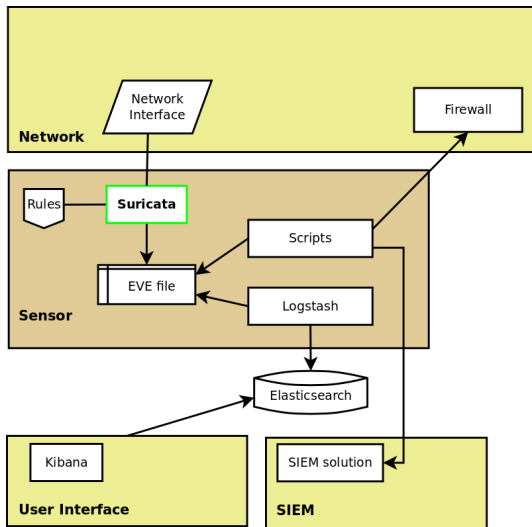 Network
Interface
Firewall
Network
Rules
Suricata
Scripts
EVE file
Logstash
Sensor
Elasticsearch
Kibana
SIEM solution
User Interface
SIEM